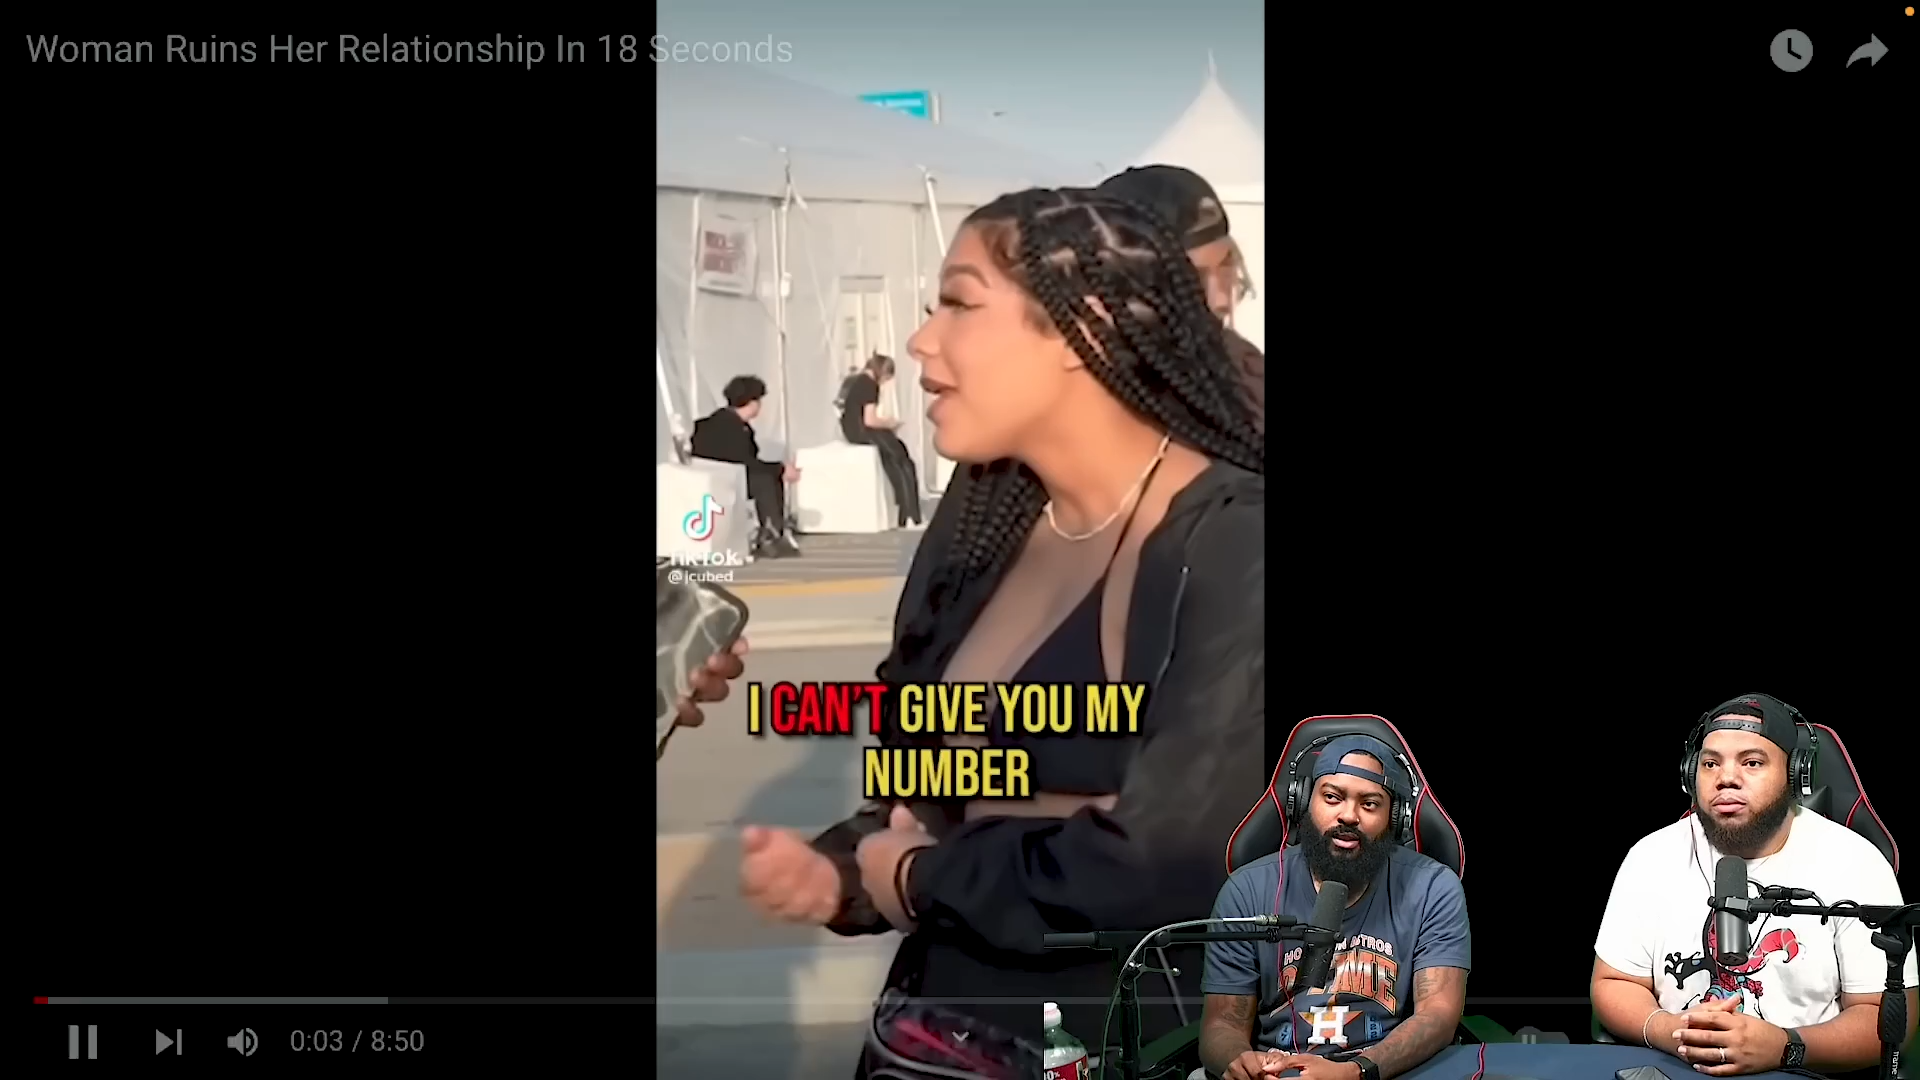 Woman Ruins Her Relationship In 18 Seconds
TikTok
@jcubed
I CAN'T GIVE YOU MY
NUMBER
0:03 / 8:50
H